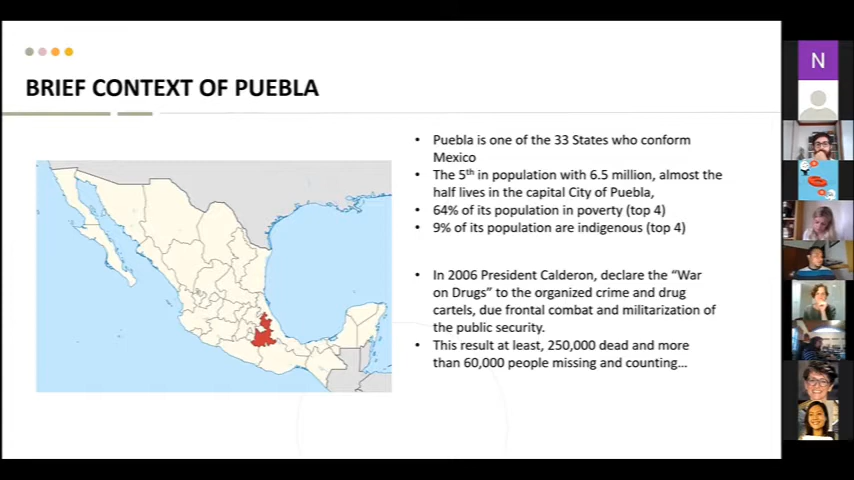 BRIEF CONTEXT OF PUEBLA
• Puebla is one of the 33 States who conform
Mexico
• The 5th in population with 6.5 million, almost the
half lives in the capital City of Puebla,
• 64% of its population in poverty (top 4)
• 9% of its population are indigenous (top 4)
• In 2006 President Calderon, declare the “War
on Drugs” to the organized crime and drug
cartels, due frontal combat and militarization of
the public security.
• This result at least, 250,000 dead and more
than 60,000 people missing and counting...
N